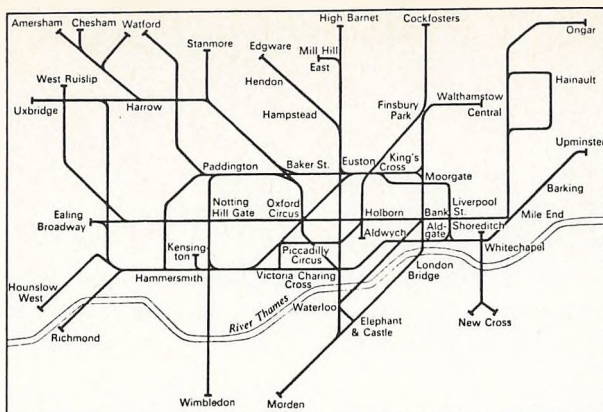 Amersham
Chesham
Watford
Stanmore
Edgware
High Barnet
Cockfosters
Ongar
West Ruislip
Uxbridge
Harrow
Hendon
Mill Hill
East
Hampstead
Finsbury
Park
Walthamstow
Central
Hainault
Upminster
Paddington
Baker St.
Euston
King's
Cross
Moorgate
Barking
Ealing
Broadway
Notting
Hill Gate
Oxford
Circus
Holborn
Aldwych
Bank
Liverpool
St.
Shoreditch
Mile End
Kensing-
ton
Piccadilly
Circus
Ald-
gate
Whitechapel
Hammersmith
Victoria
Charing
Cross
London
Bridge
Hounslow
West
Richmond
River Thames
Waterloo
Elephant
& Castle
New Cross
Wimbledon
Morden